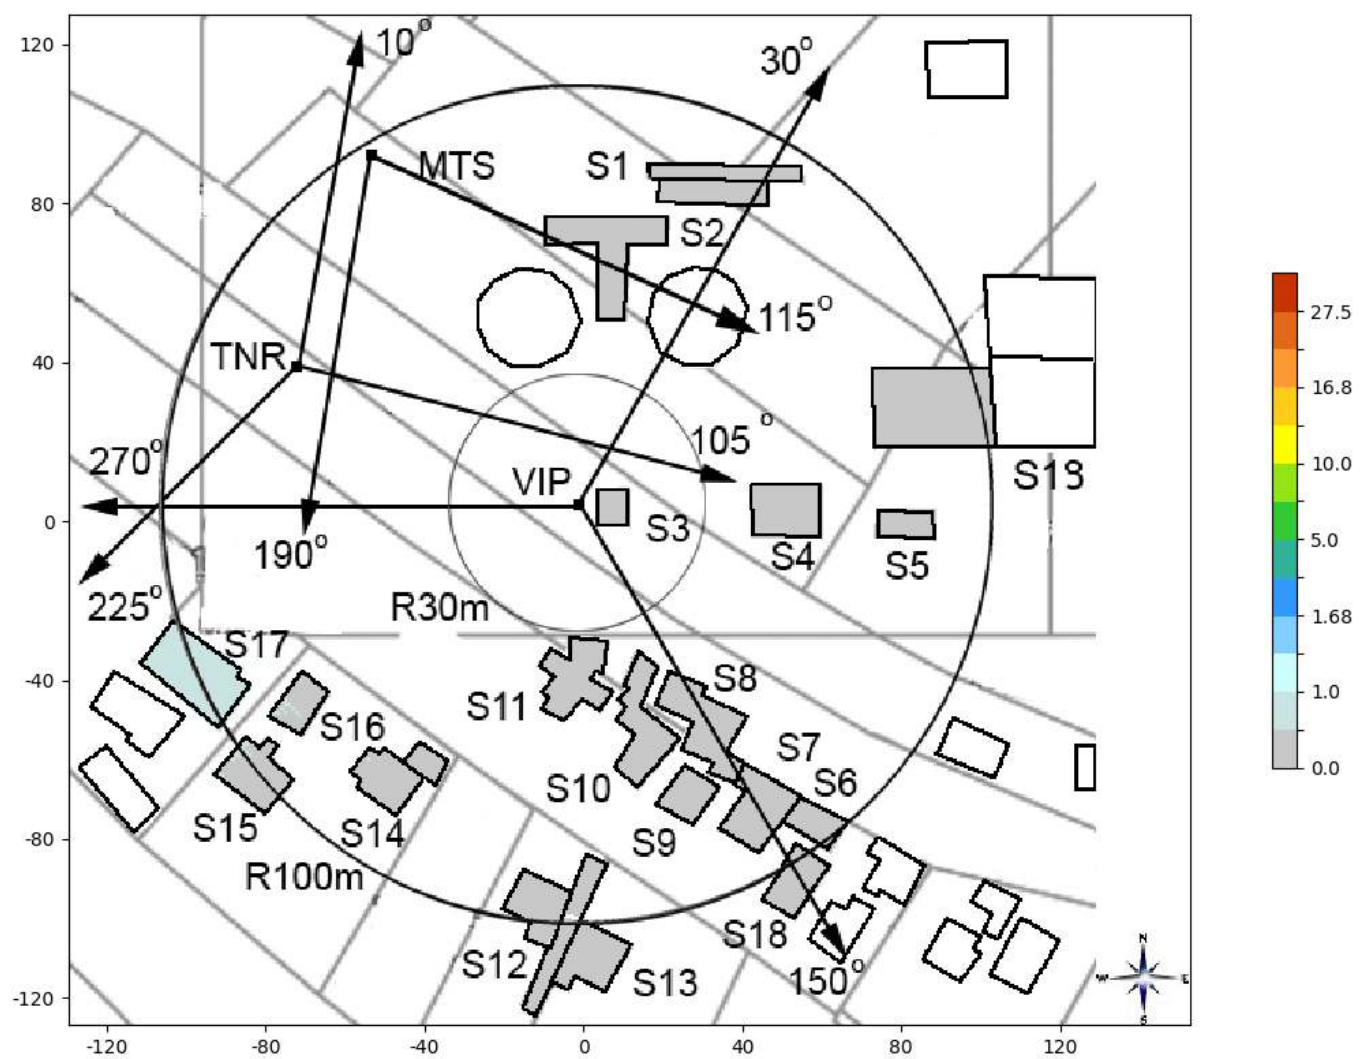 120
10°
30°
MTS
S1
80
S2
115°
27.5
TNR
40
16.8
105°
270°
VIP
10.0
S13
S3
0
190°
S4
S5
5.0
225°
R30m
1.68
S17
-40
S8
1.0
S11
S16
S7
0.0
S6
S10
S15
S14
S9
-80
R100m
S18
N
S12
W
E
S13
150°
-120
S
-120
-80
-40
0
40
80
120